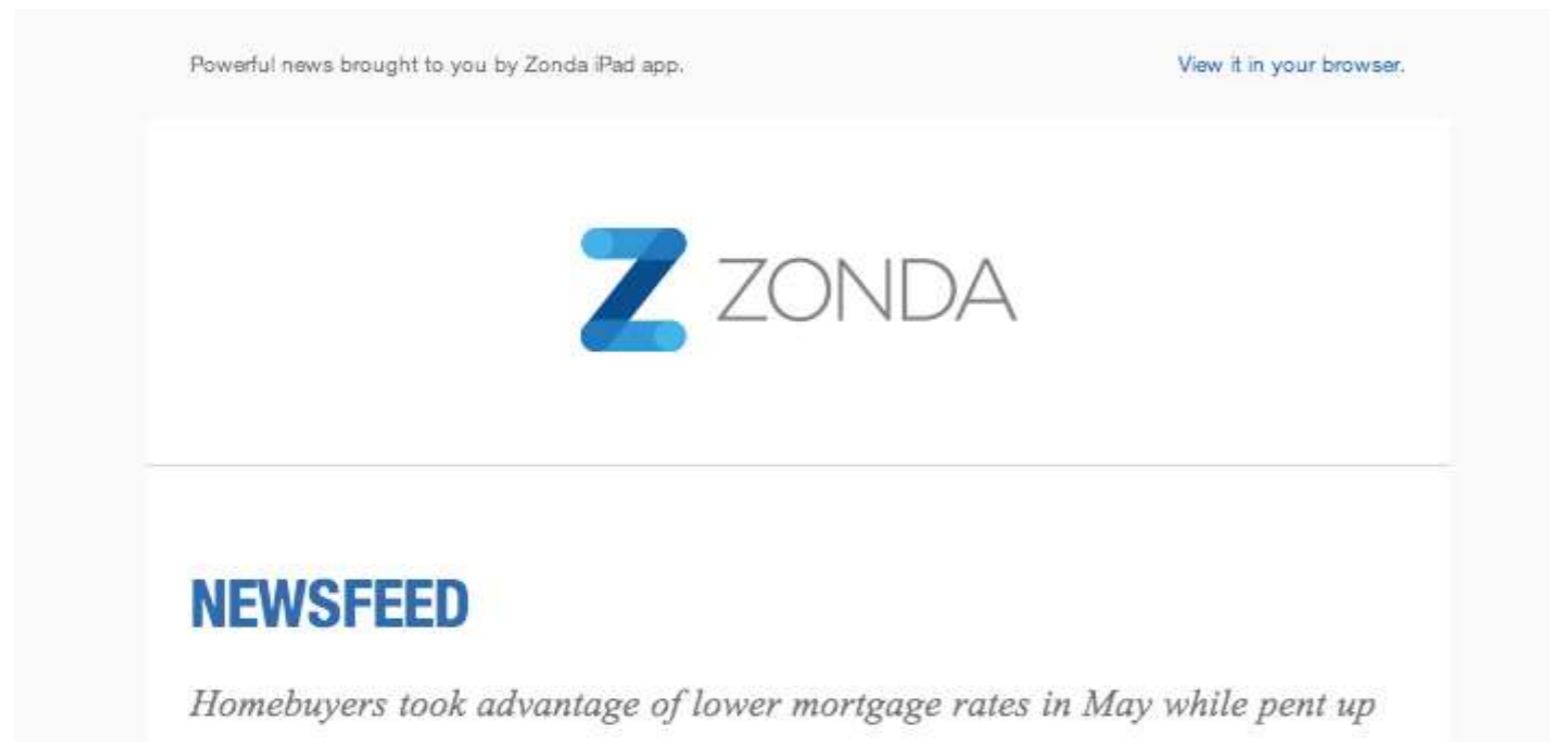 Powerful news brought to you by Zonda iPad app.
View it in your browser.
ZONDA
NEWSFEED
Homebuyers took advantage of lower mortgage rates in May while pent up